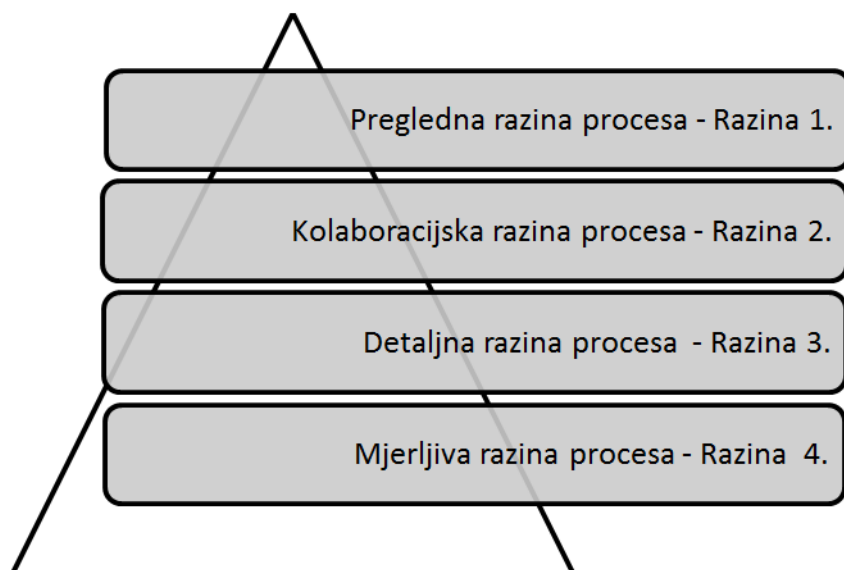 Pregledna razina procesa - Razina 1.
Kolaboracijska razina procesa - Razina 2.
Detaljna razina procesa - Razina 3.
Mjerljiva razina procesa - Razina 4.